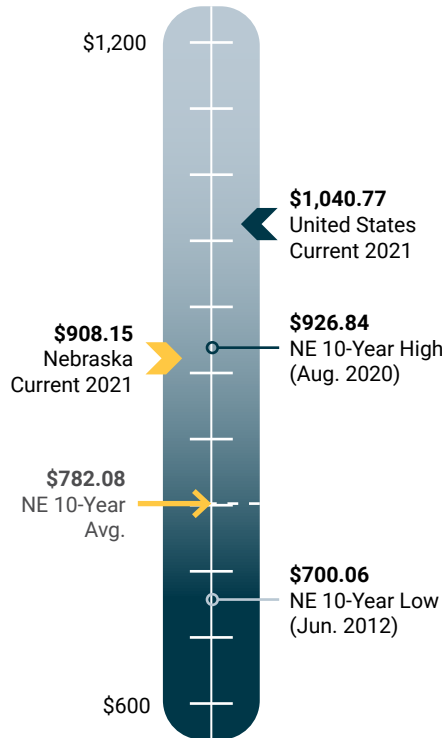 $1,200
$1,040.77
United States
Current 2021
$926.84
NE 10-Year High
(Aug. 2020)
$908.15
Nebraska
Current 2021
$782.08
NE 10-Year
Avg.
$700.06
NE 10-Year Low
(Jun. 2012)
$600